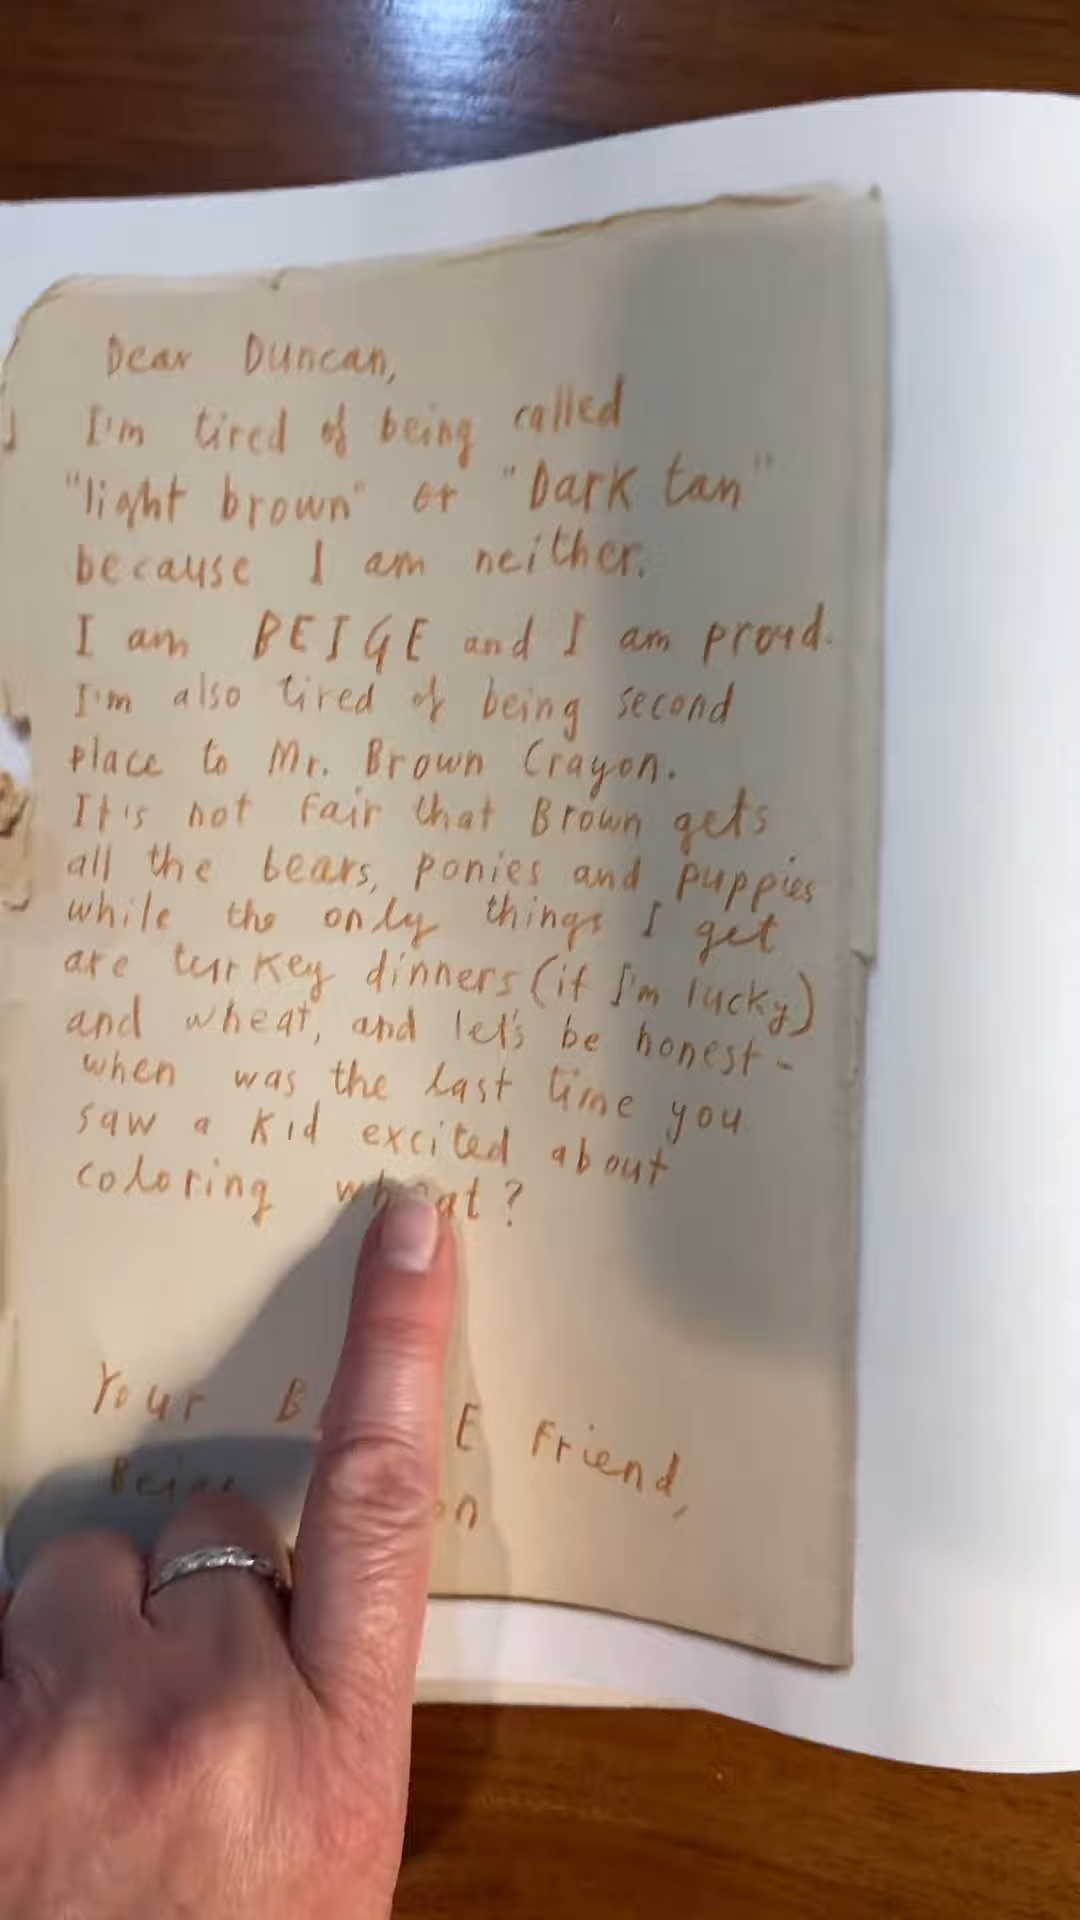 Dear Duncan,
I'm tired of being called
"light brown" or "Dark tan"
because I am neither.
I am BEIGE and I am proud.
I'm also tired of being second
place to Mr. Brown Crayon.
It's not fair that Brown gets
all the bears, ponies and puppies
while the only things I get
are turkey dinners (if I'm lucky)
and wheat, and let's be honest-
when was the last time you
saw a kid excited about
coloring wheat?
Your friend,
Beige